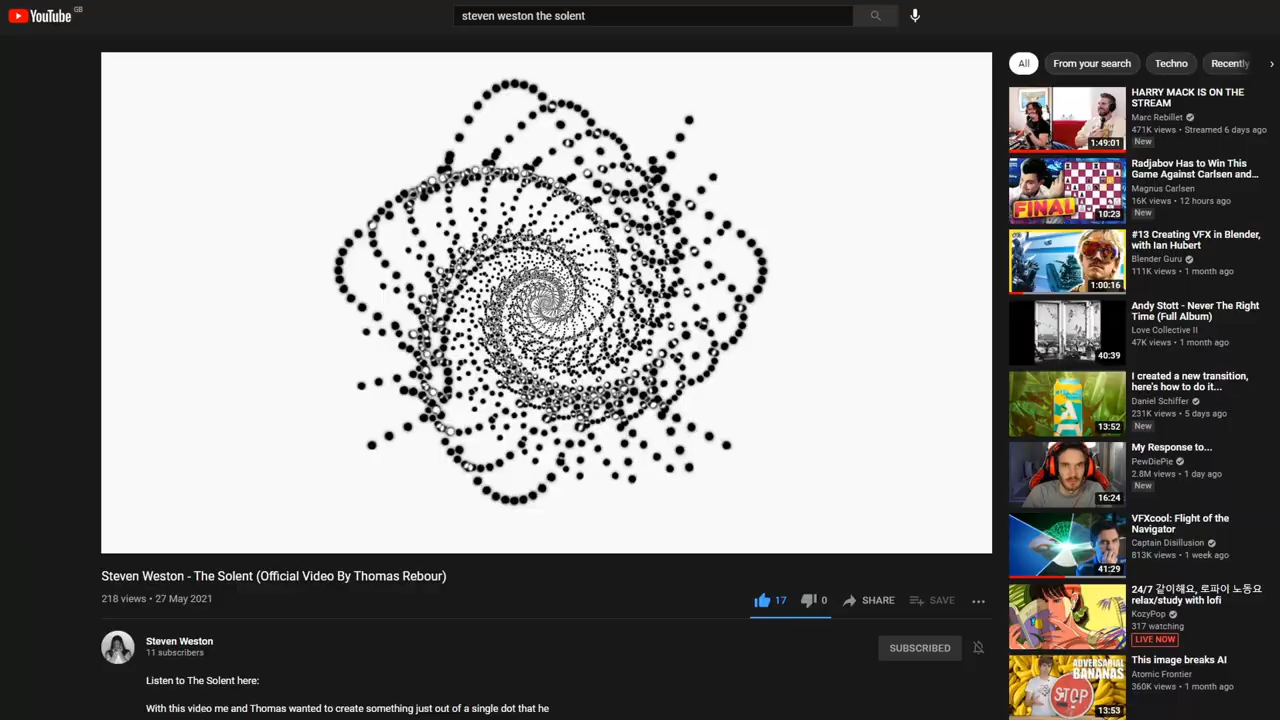 YouTube GB
steven weston the solent
All
From your search
Techno
Recently
1:49:01
HARRY MACK IS ON THE
STREAM
Marc Rebillet
471K views • Streamed 6 days ago
New
FINAL
10:23
Radjabov Has to Win This
Game Against Carlsen and...
Magnus Carlsen
16K views • 12 hours ago
New
1:00:16
#13 Creating VFX in Blender,
with Ian Hubert
Blender Guru
111K views • 1 month ago
40:39
Andy Stott - Never The Right
Time (Full Album)
Love Collective II
47K views • 1 month ago
13:52
I created a new transition,
here's how to do it...
Daniel Schiffer
231K views • 5 days ago
New
16:24
My Response to...
PewDiePie
2.8M views • 1 day ago
New
41:29
VFXcool: Flight of the
Navigator
Captain Disillusion
813K views • 1 week ago
24/7 같이해요, 로파이 노동요
relax/study with lofi
KozyPop
317 watching
LIVE NOW
ADVERSARIAL
BANANAS
STOP
13:53
This image breaks AI
Atomic Frontier
360K views • 1 month ago
Steven Weston - The Solent (Official Video By Thomas Rebour)
218 views • 27 May 2021
17
0
SHARE
SAVE
Steven Weston
11 subscribers
SUBSCRIBED
Listen to The Solent here:
With this video me and Thomas wanted to create something just out of a single dot that he